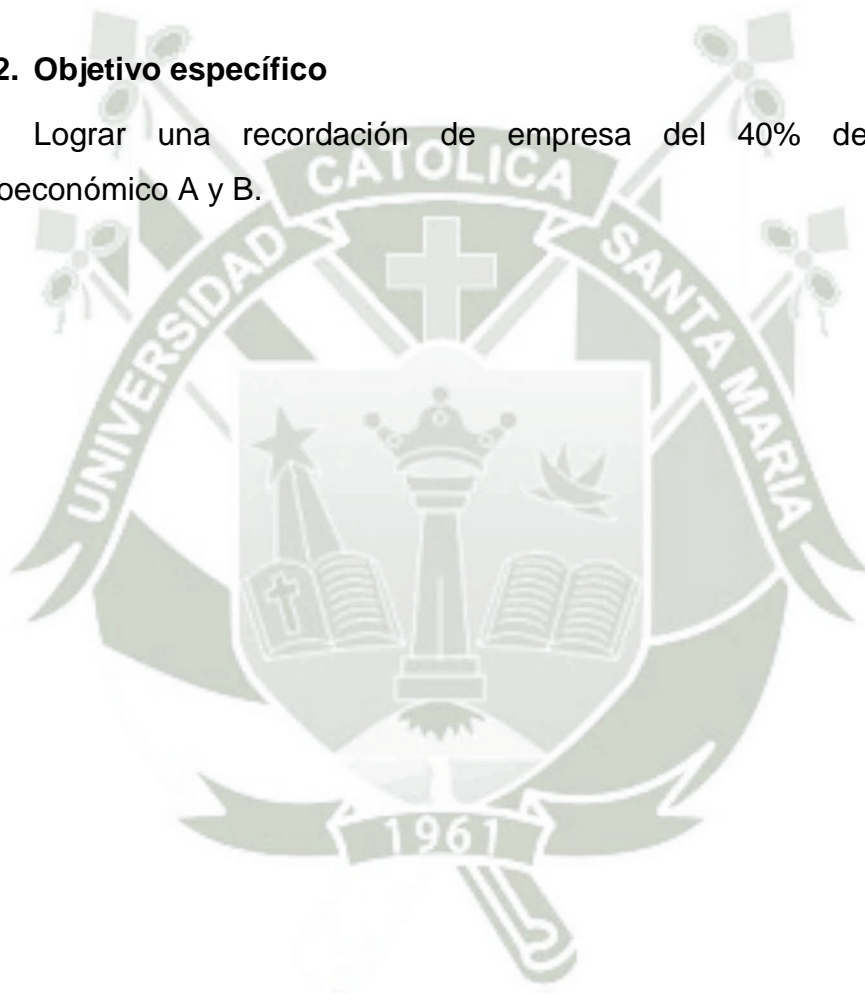 2. Objetivo específico
Lograr una recordación de empresa del 40% de
oeconómico A y B.
UNIVERSIDAD CATOLICA SANTA MARIA
1961